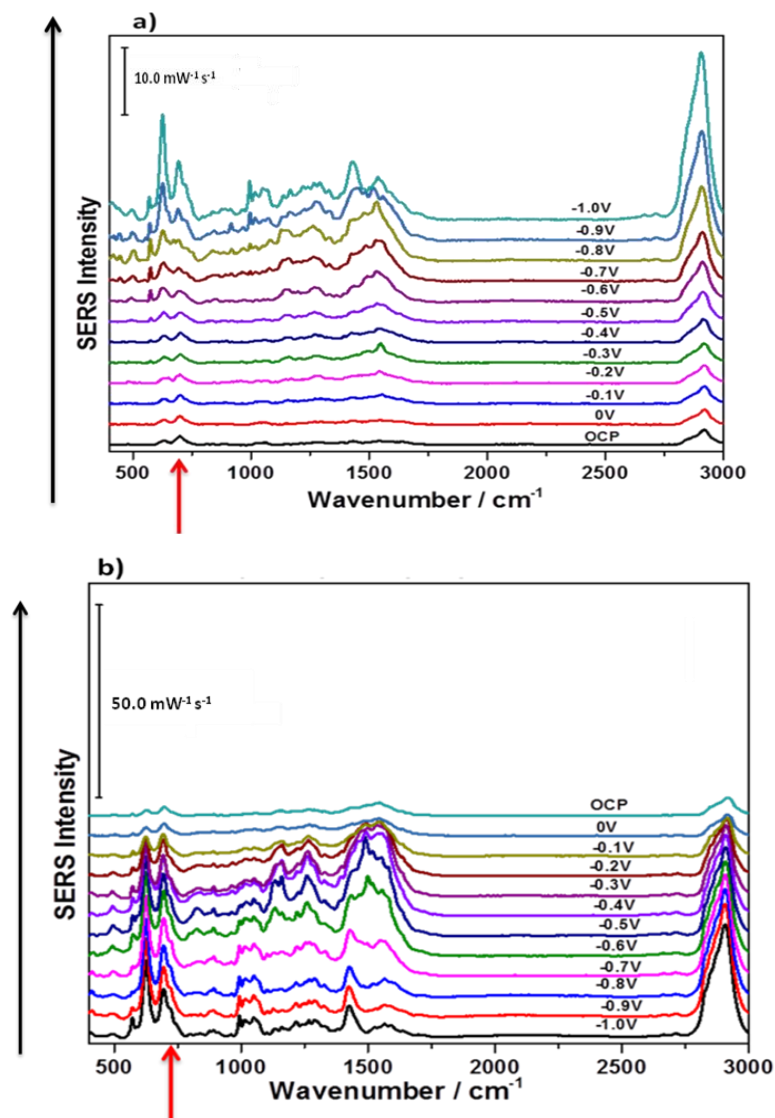 a)
10.0 mW⁻¹ s⁻¹
SERS Intensity
-1.0V
-0.9V
-0.8V
-0.7V
-0.6V
-0.5V
-0.4V
-0.3V
-0.2V
-0.1V
0V
OCP
500 1000 1500 2000 2500 3000
Wavenumber / cm⁻¹
b)
50.0 mW⁻¹ s⁻¹
SERS Intensity
OCP
0V
-0.1V
-0.2V
-0.3V
-0.4V
-0.5V
-0.6V
-0.7V
-0.8V
-0.9V
-1.0V
500 1000 1500 2000 2500 3000
Wavenumber / cm⁻¹